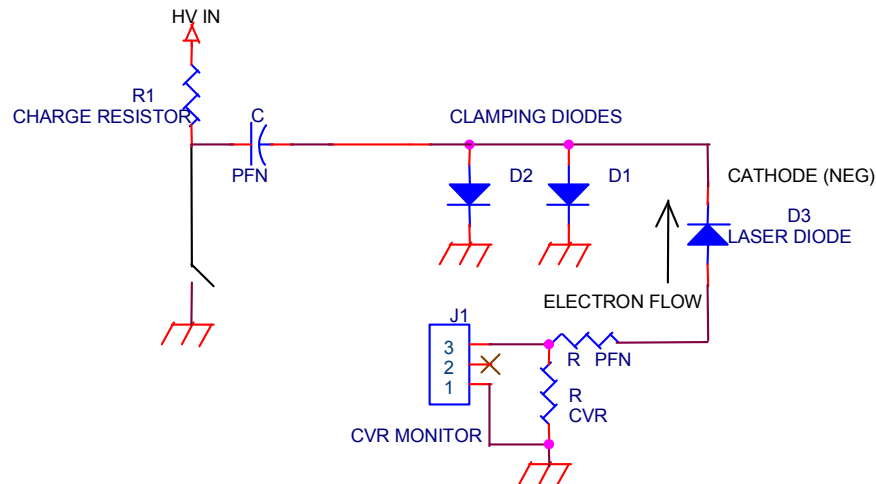 HV IN
R1
CHARGE RESISTOR
C
PFN
CLAMPING DIODES
D2
D1
CATHODE (NEG)
D3
LASER DIODE
ELECTRON FLOW
J1
3
2
1
R PFN
R
CVR
CVR MONITOR